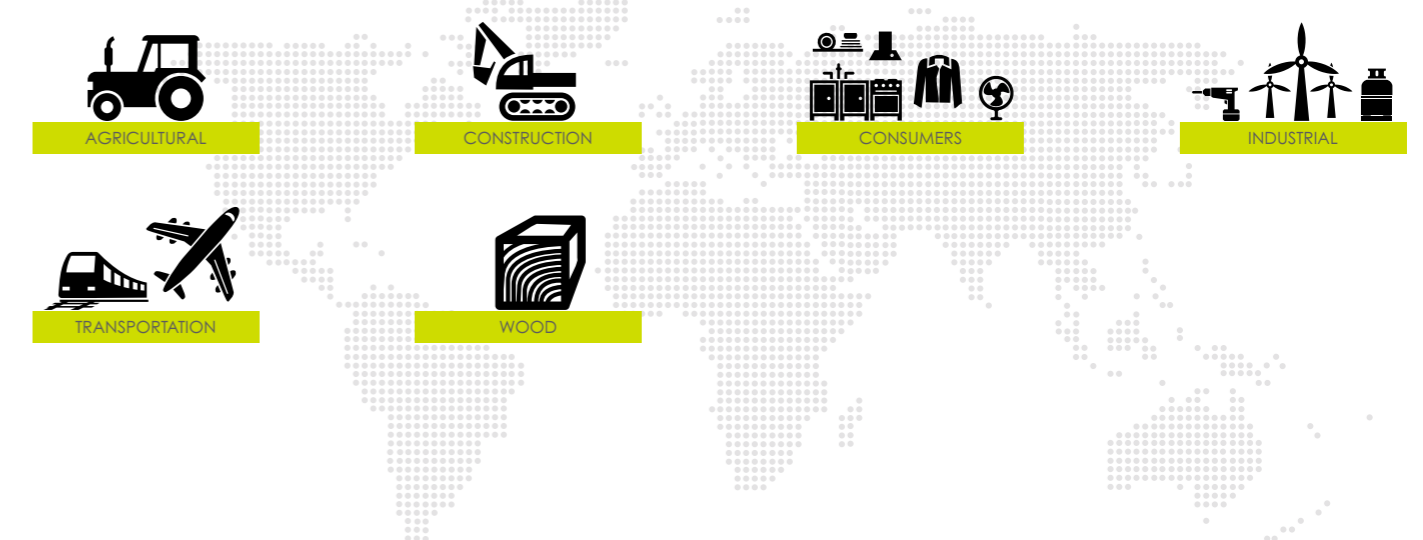 AGRICULTURAL
CONSTRUCTION
CONSUMERS
INDUSTRIAL
TRANSPORTATION
WOOD